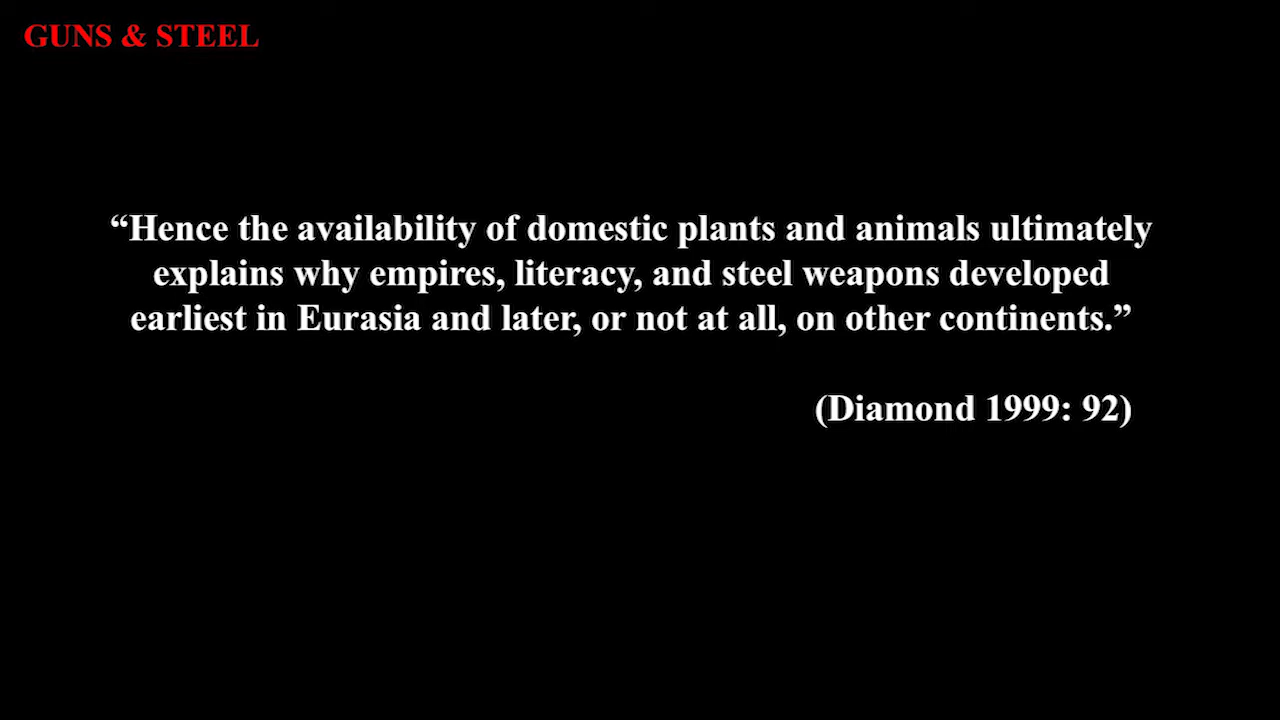 GUNS & STEEL
“Hence the availability of domestic plants and animals ultimately
explains why empires, literacy, and steel weapons developed
earliest in Eurasia and later, or not at all, on other continents.”
(Diamond 1999: 92)